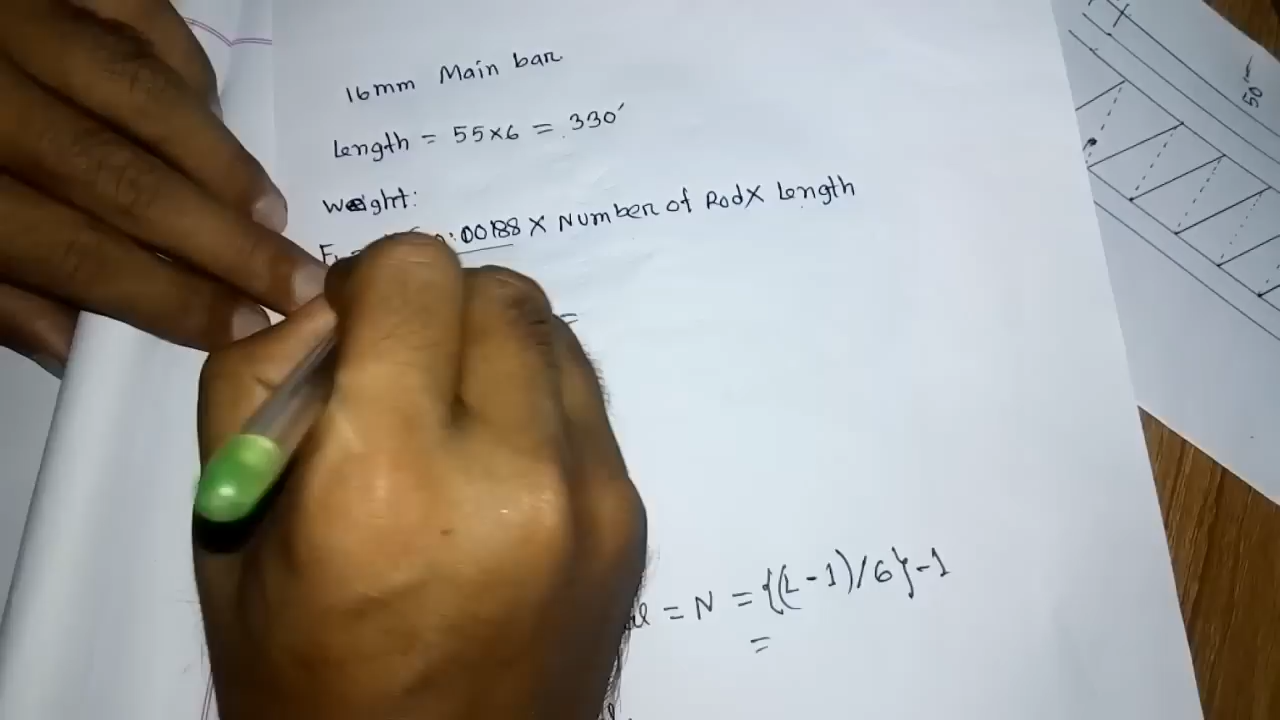 16mm Main bar
Length = 55×6 = 330′
Weight:
.00188 × Number of Rod× Length
=
= N = {(L-1)/6}-1
=
50